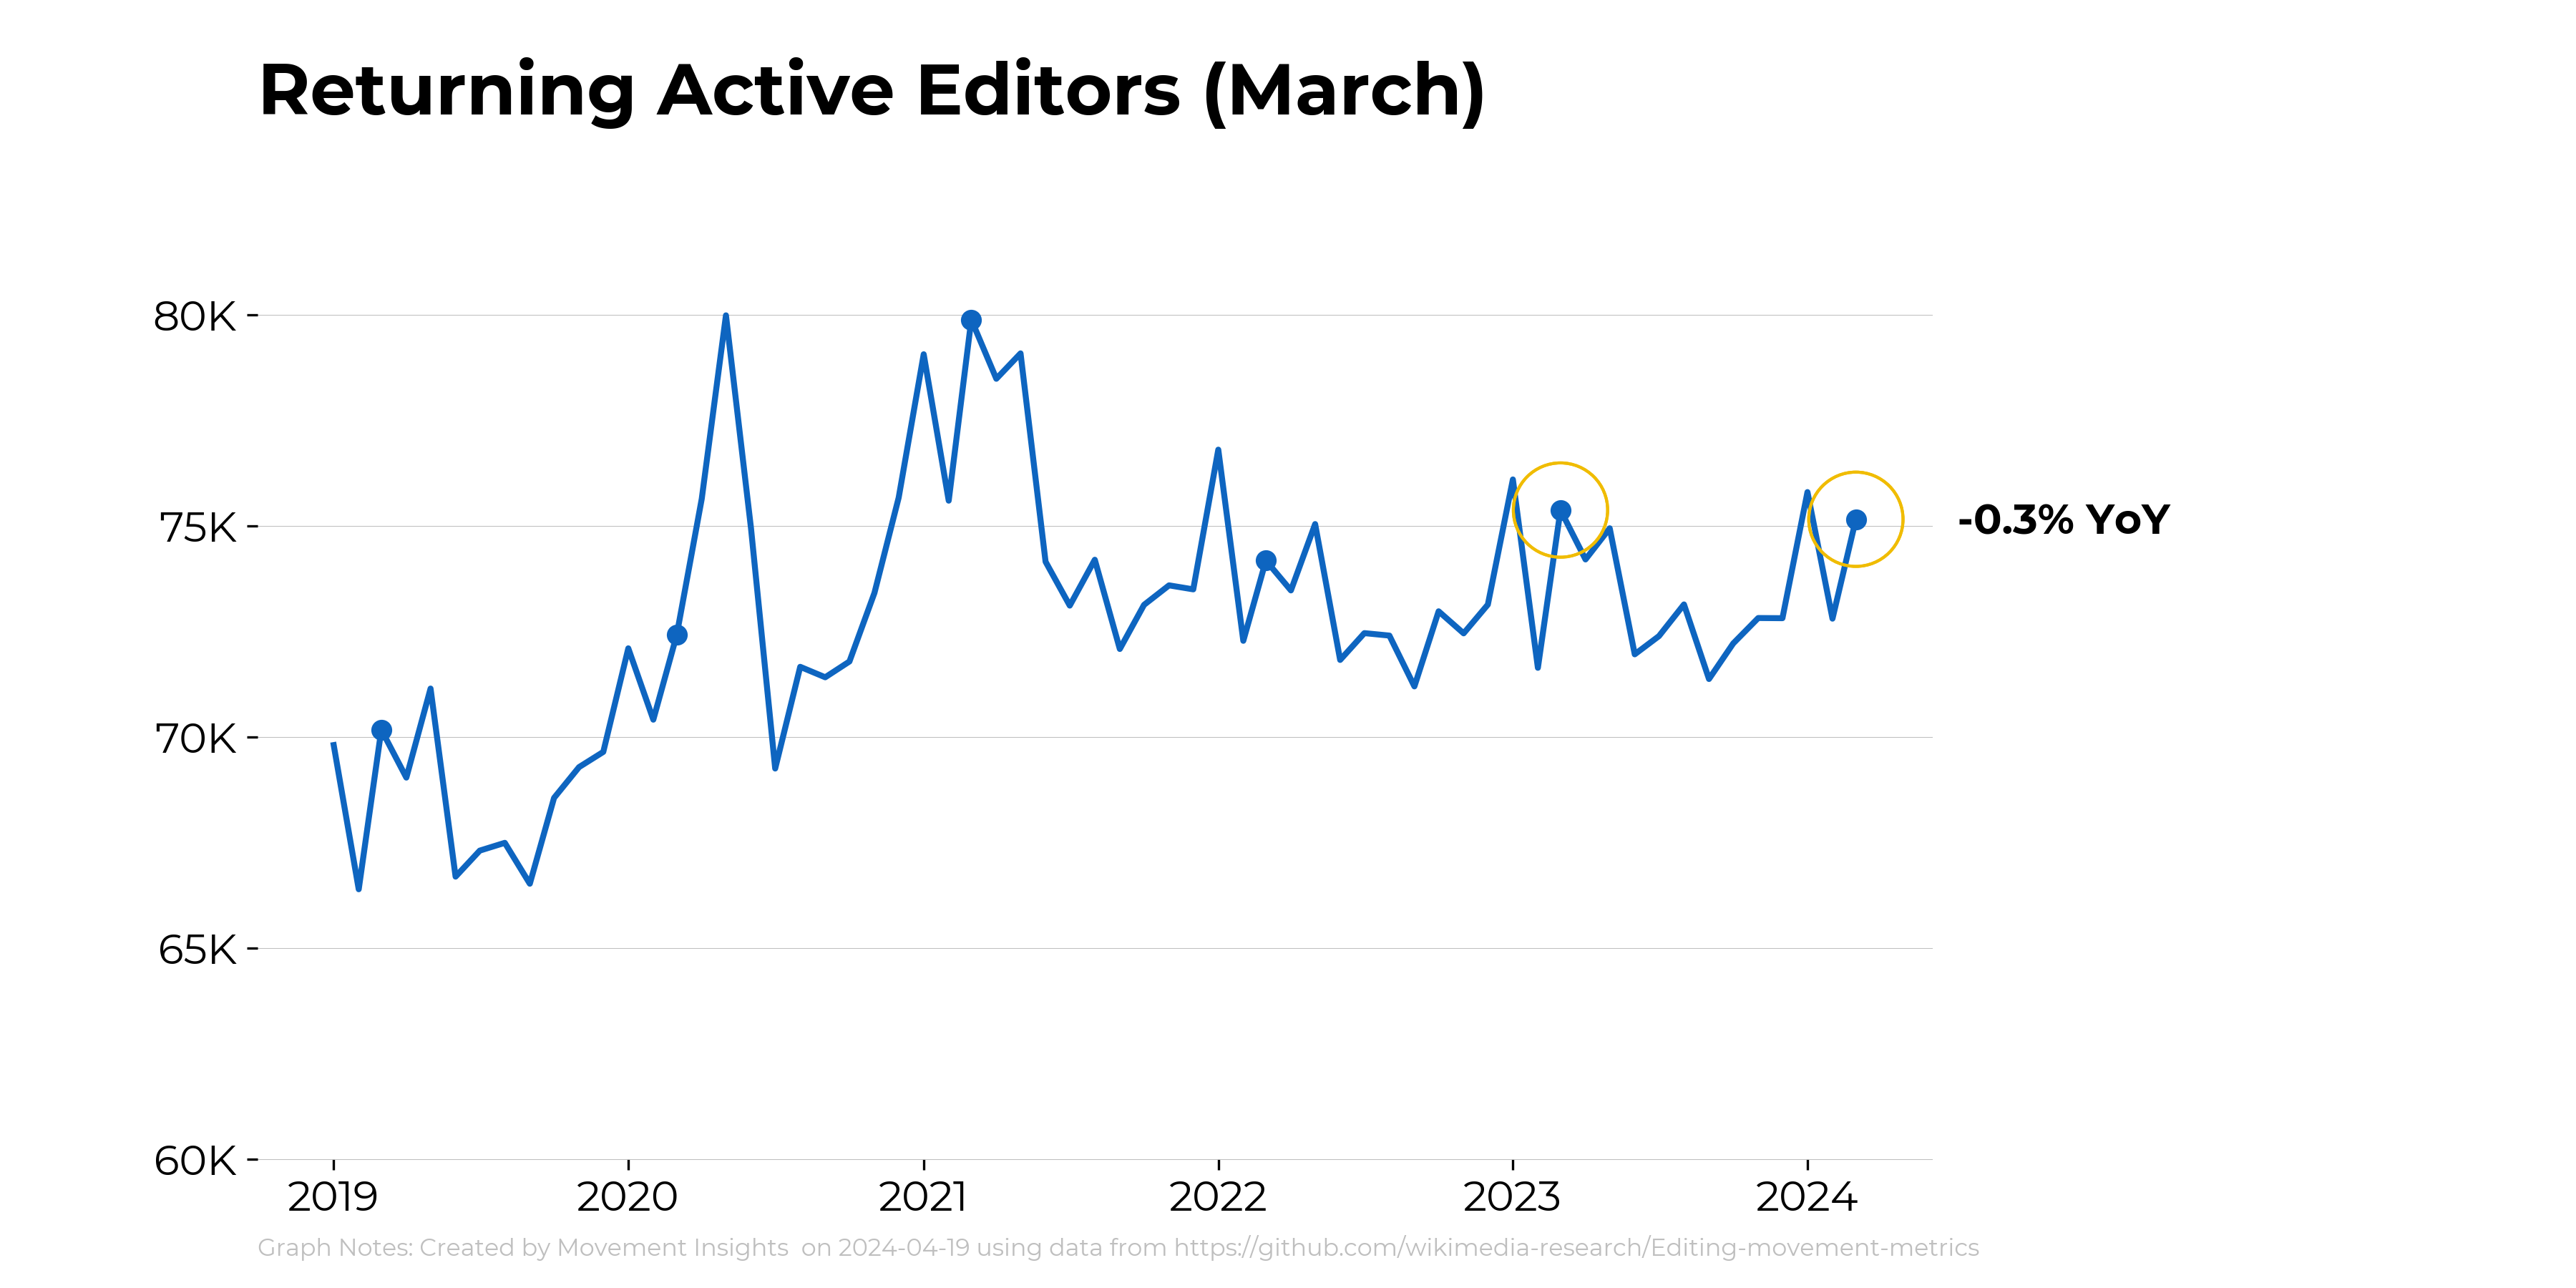 Returning Active Editors (March)
80K
75K
-0.3% YoY
70K
65K
60K
2019 2020 2021 2022 2023 2024
Graph Notes: Created by Movement Insights  on 2024-04-19 using data from https://github.com/wikimedia-research/Editing-movement-metrics